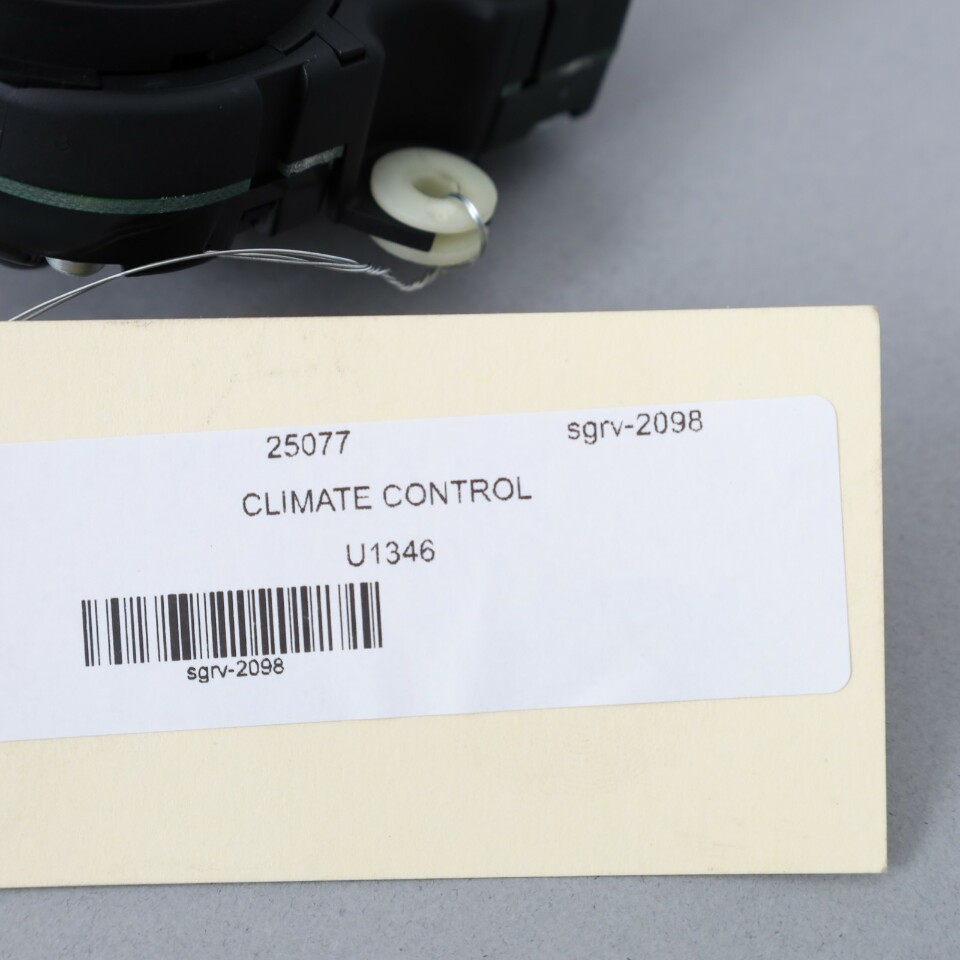 25077 sgrv-2098
CLIMATE CONTROL
U1346
sgrv-2098